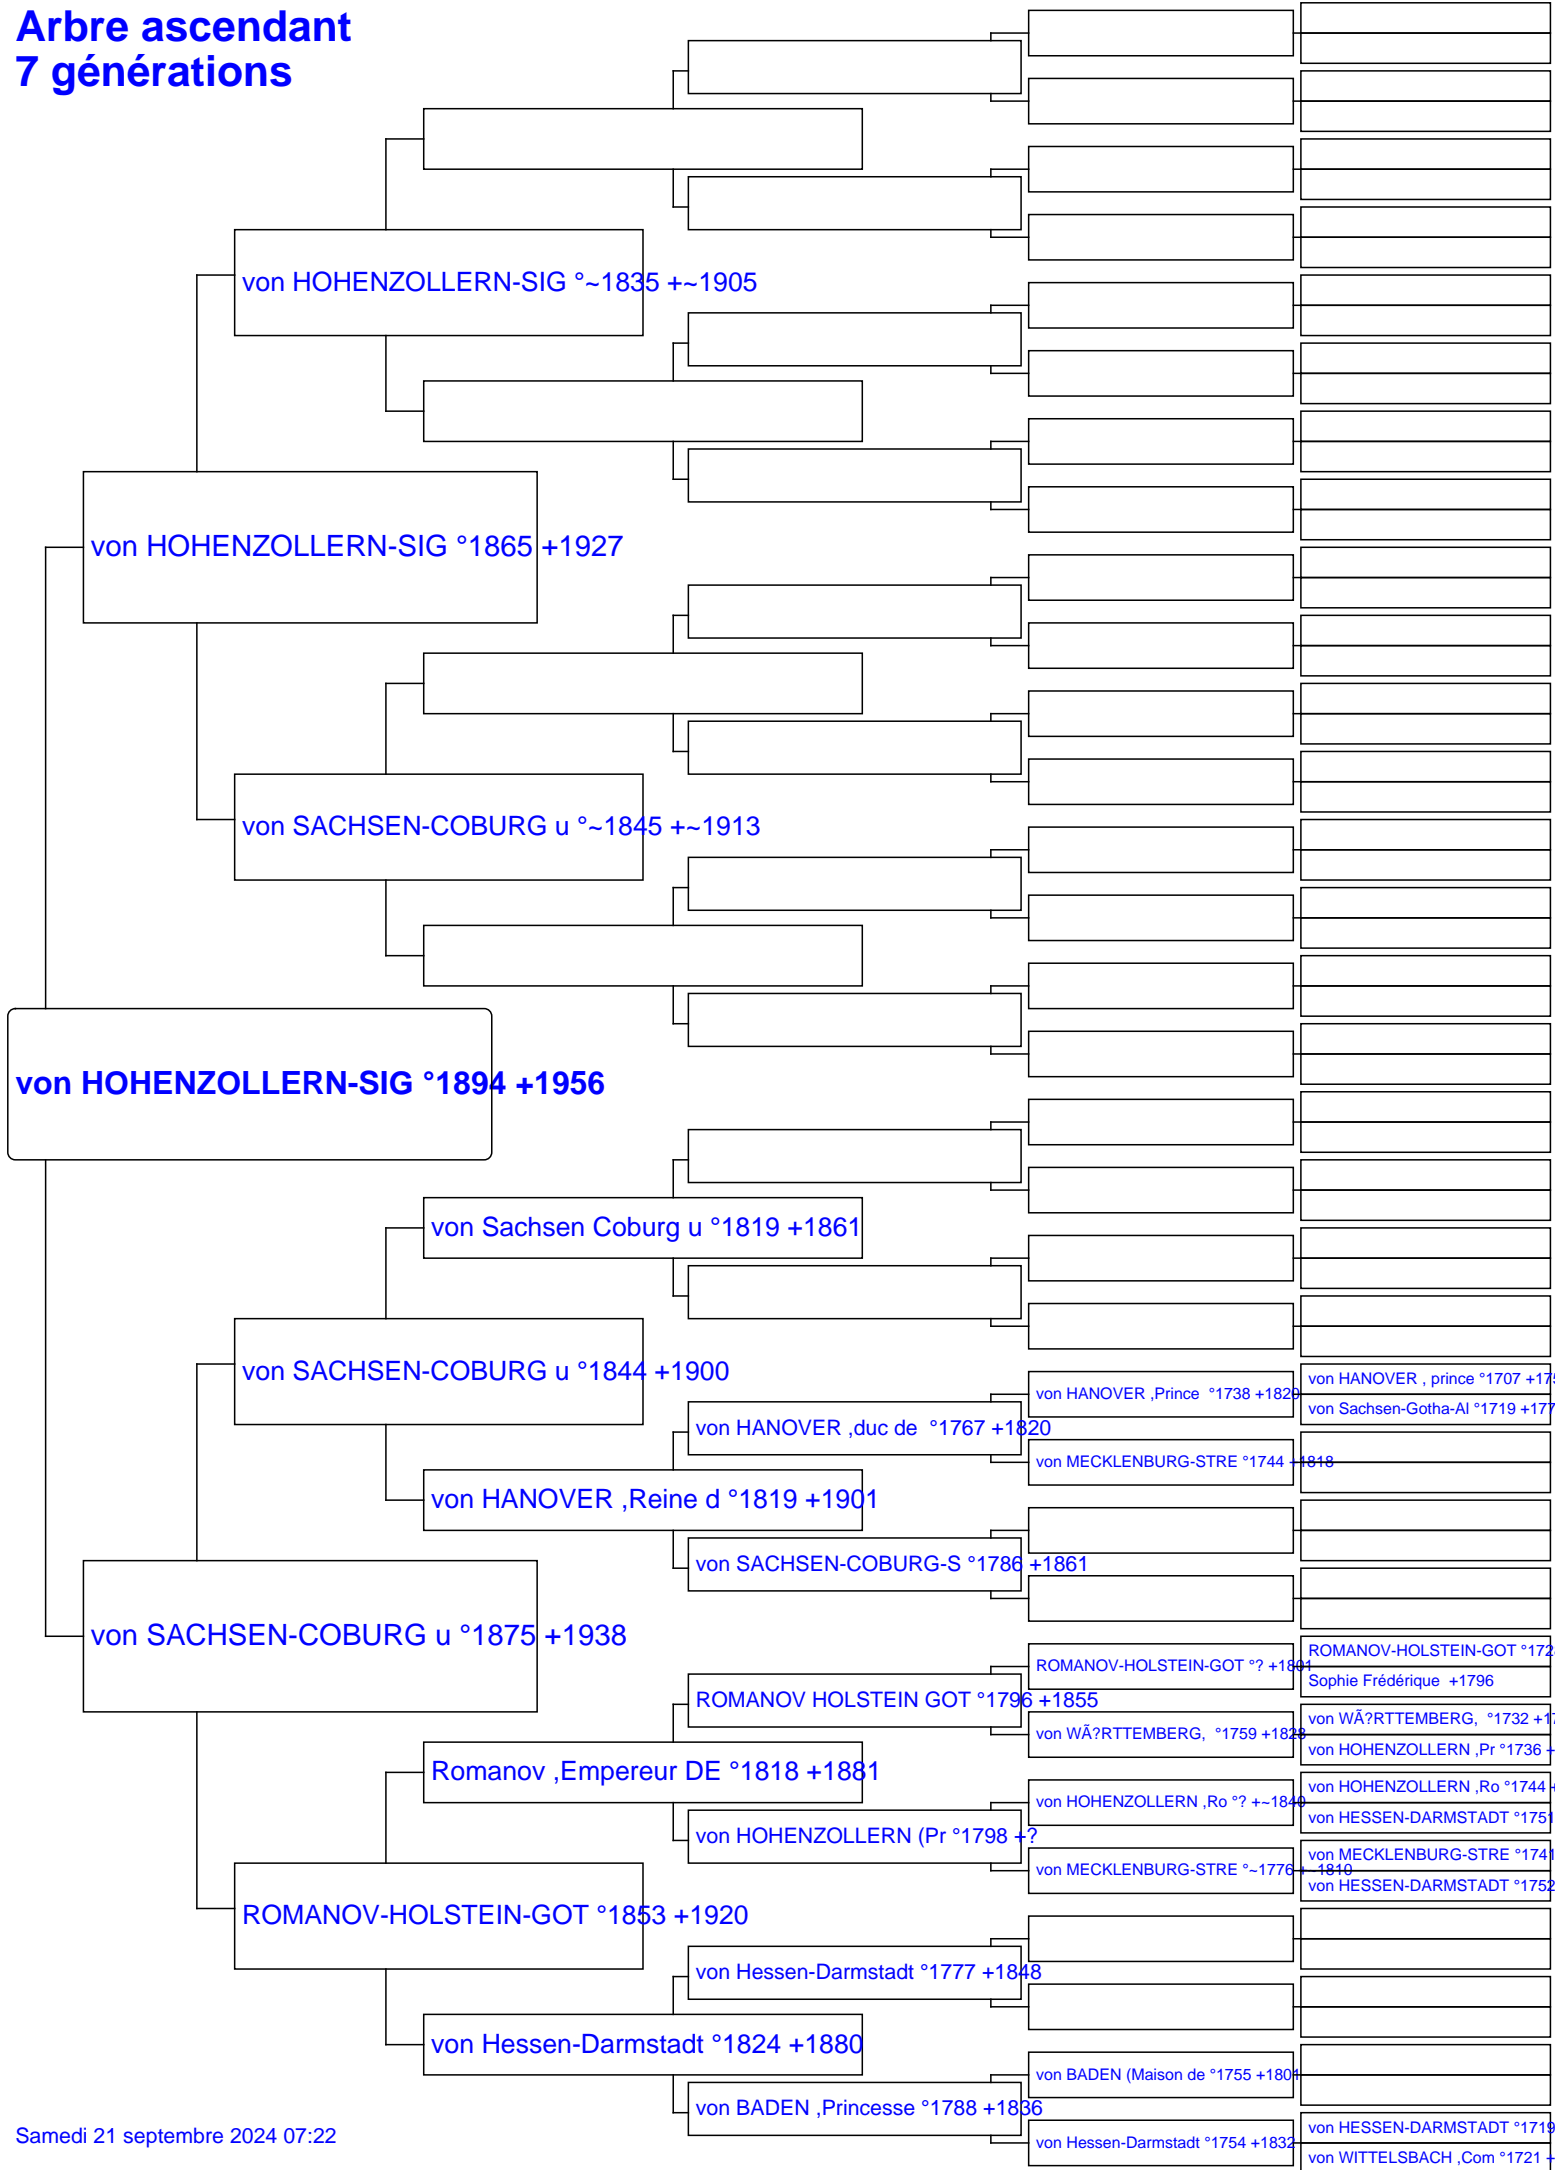 Arbre ascendant
7 générations
von HOHENZOLLERN-SIG °~1835 +~1905
von HOHENZOLLERN-SIG °1865 +1927
von SACHSEN-COBURG u °~1845 +~1913
von HOHENZOLLERN-SIG °1894 +1956
von Sachsen Coburg u °1819 +1861
von SACHSEN-COBURG u °1844 +1900
von HANOVER , prince °1707 +175
von HANOVER ,Prince  °1738 +1820
von Sachsen-Gotha-Al °1719 +177
von HANOVER ,duc de  °1767 +1820
von MECKLENBURG-STRE °1744 +1818
von HANOVER ,Reine d °1819 +1901
von SACHSEN-COBURG-S °1786 +1861
von SACHSEN-COBURG u °1875 +1938
ROMANOV-HOLSTEIN-GOT °172
ROMANOV-HOLSTEIN-GOT °? +1801
Sophie Frédérique  +1796
ROMANOV HOLSTEIN GOT °1796 +1855
von WÃ?RTTEMBERG,  °1732 +17
von WÃ?RTTEMBERG,  °1759 +1828
von HOHENZOLLERN ,Pr °1736 +
Romanov ,Empereur DE °1818 +1881
von HOHENZOLLERN ,Ro °1744 +
von HOHENZOLLERN ,Ro °? +~1840
von HESSEN-DARMSTADT °1751
von HOHENZOLLERN (Pr °1798 +?
von MECKLENBURG-STRE °1741
von MECKLENBURG-STRE °~1776 +~1810
von HESSEN-DARMSTADT °1752
ROMANOV-HOLSTEIN-GOT °1853 +1920
von Hessen-Darmstadt °1777 +1848
von Hessen-Darmstadt °1824 +1880
von BADEN (Maison de °1755 +1801
von BADEN ,Princesse °1788 +1836
von HESSEN-DARMSTADT °1719
von Hessen-Darmstadt °1754 +1832
von WITTELSBACH ,Com °1721 +
Samedi 21 septembre 2024 07:22